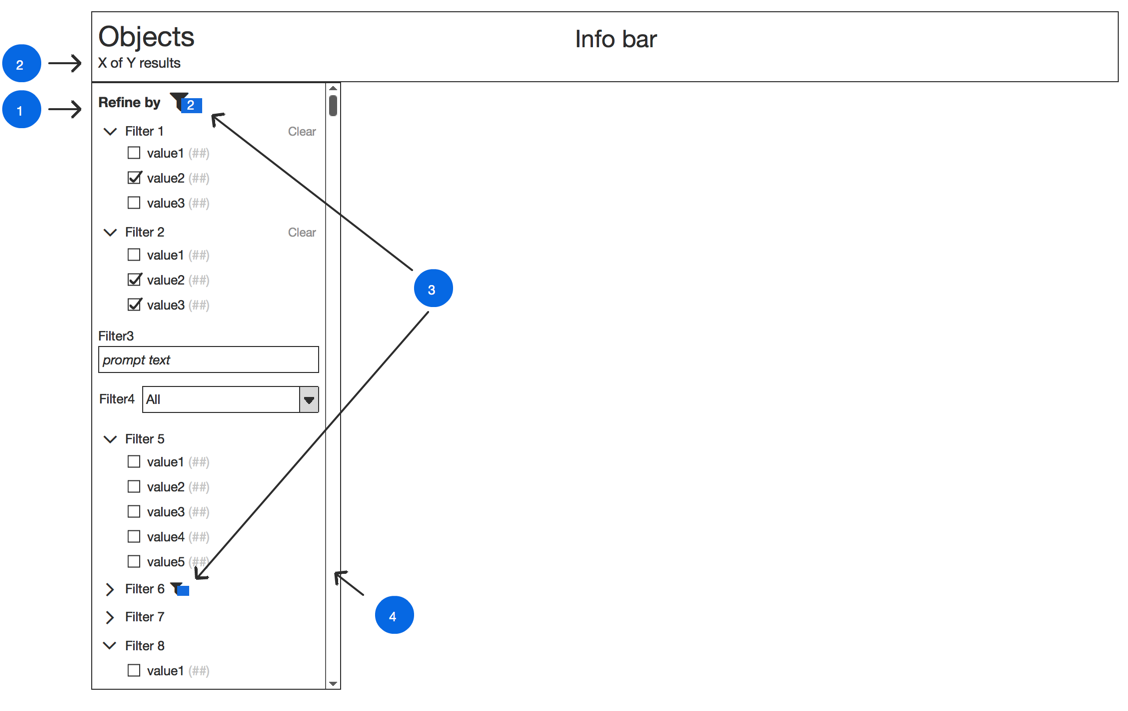 Objects
Info bar
2
X of Y results
1
Refine by 2
Filter 1 Clear
value1 (##)
value2 (##)
value3 (##)
Filter 2 Clear
value1 (##)
value2 (##)
3
value3 (##)
Filter3
prompt text
Filter4 All
Filter 5
value1 (##)
value2 (##)
value3 (##)
value4 (##)
value5 (##)
Filter 6
4
Filter 7
Filter 8
value1 (##)